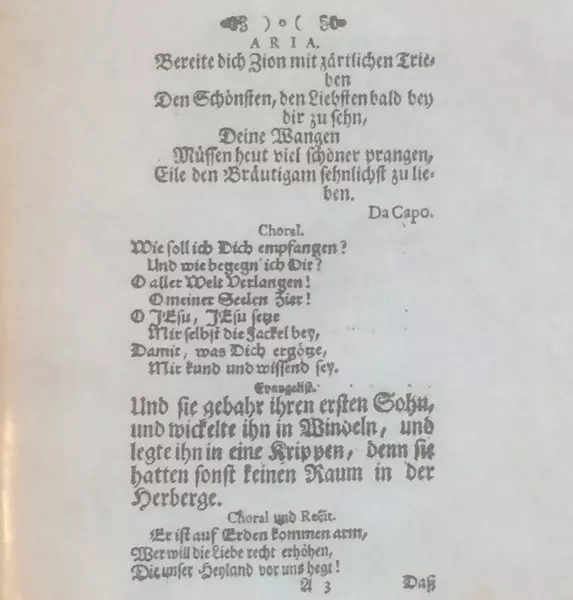 ) o (
ARIA.
Bereite dich Zion mit zärtlichen Trie-
ben
Den Schönsten, den Liebsten bald bey
dir zu sehn,
Deine Wangen
Müssen heut viel schöner prangen,
Eile den Bräutigam sehnlichst zu lie-
ben.
Da Capo.
Choral.
Wie soll ich Dich empfangen?
Und wie begegn' ich Dir?
O aller Welt Verlangen!
O meiner Seelen Zier!
O JEsu, JEsu setze
Mir selbst die Fackel bey,
Damit, was Dich ergötze,
Mir kund und wissend sey.
Evangelist.
Und sie gebahr ihren ersten Sohn,
und wickelte ihn in Windeln, und
legte ihn in eine Krippen, denn sie
hatten sonst keinen Raum in der
Herberge.
Choral und Recit.
Er ist auf Erden kommen arm,
Wer will die Liebe recht erhöhen,
Die unser Heyland vor uns hegt!
A 3 Daß